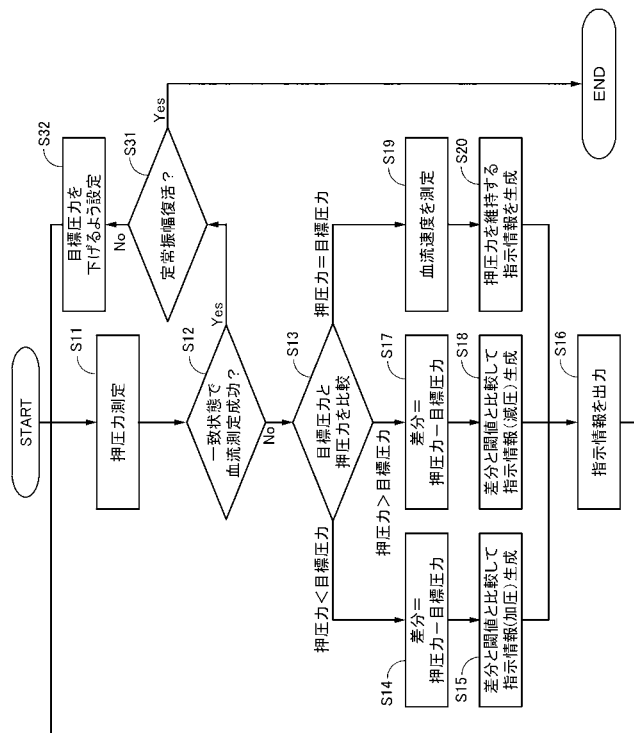 START
S11
押圧力測定
S12
一致状態で
血流測定成功？
Yes
No
S31
定常振幅復活？
Yes
No
S32
目標圧力を
下げるよう設定
S13
目標圧力と
押圧力を比較
押圧力＜目標圧力
押圧力＞目標圧力
押圧力＝目標圧力
S14
差分＝
押圧力－目標圧力
S15
差分と閾値と比較して
指示情報(加圧)生成
S17
差分＝
押圧力－目標圧力
S18
差分と閾値と比較して
指示情報(減圧)生成
S19
血流速度を測定
S20
押圧力を維持する
指示情報を生成
S16
指示情報を出力
END